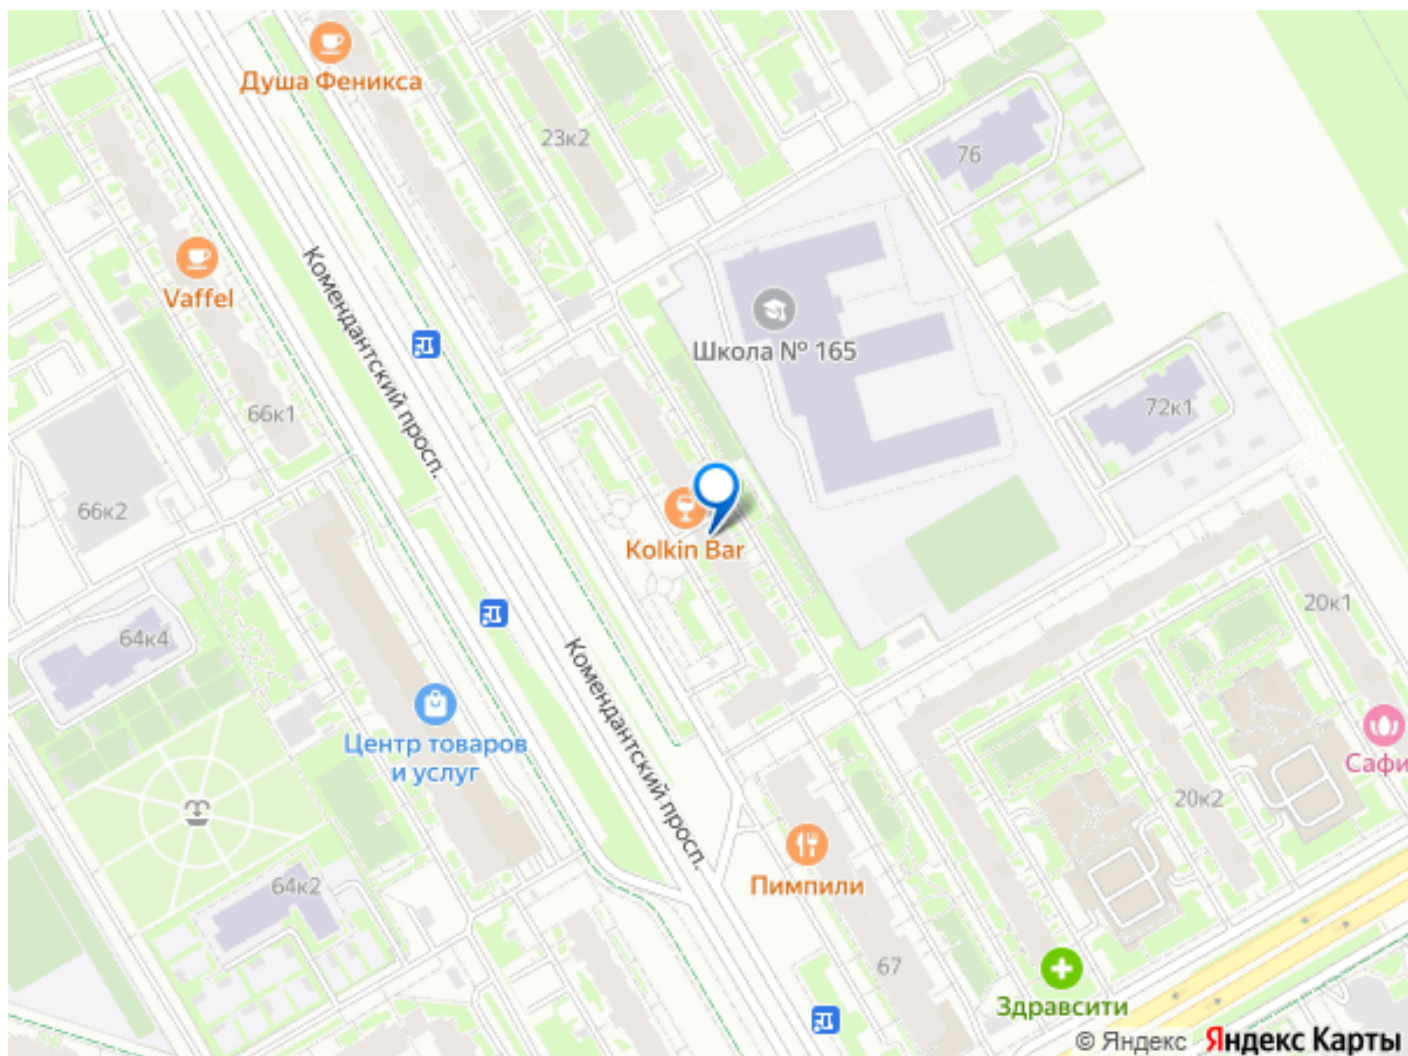 Душа Феникса
23к2
76
Vaffel
Комендантский просп.
Школа № 165
66к1
72к1
66к2
Kolkin Bar
20к1
64к4
Комендантский просп.
Центр товаров
и услуг
Сафи
20к2
Пимпили
64к2
67
Здравсити
© Яндекс Яндекс Карты